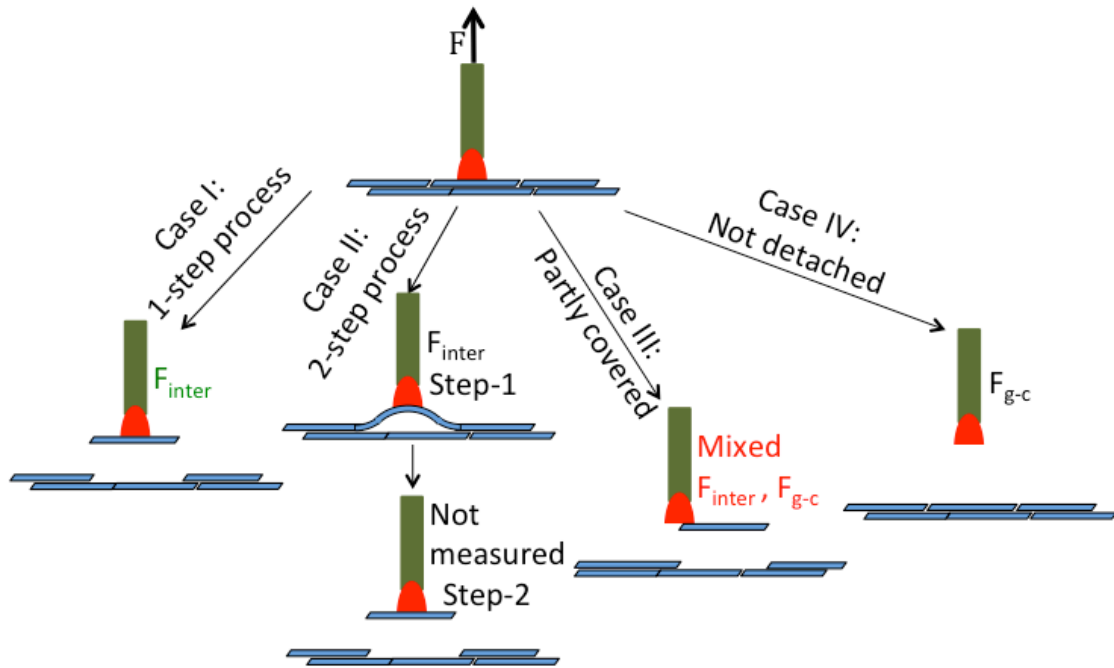 F
Case I:
1-step process
Case II:
2-step process
Case III:
Partly covered
Case IV:
Not detached
F_inter
F_inter
Step-1
Not
measured
Step-2
Mixed
F_inter , F_g-c
F_g-c